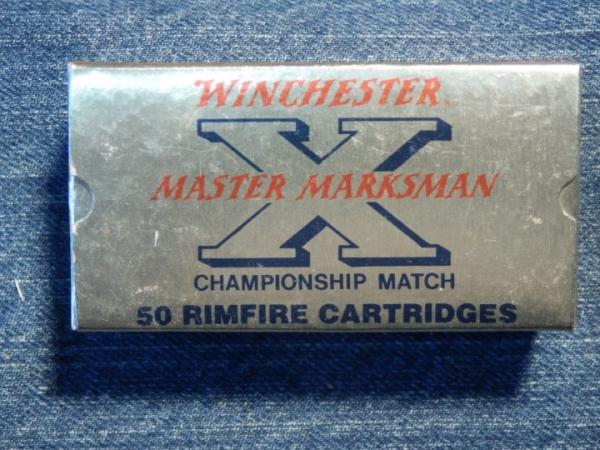 WINCHESTER
X
MASTER MARKSMAN
CHAMPIONSHIP MATCH
50 RIMFIRE CARTRIDGES